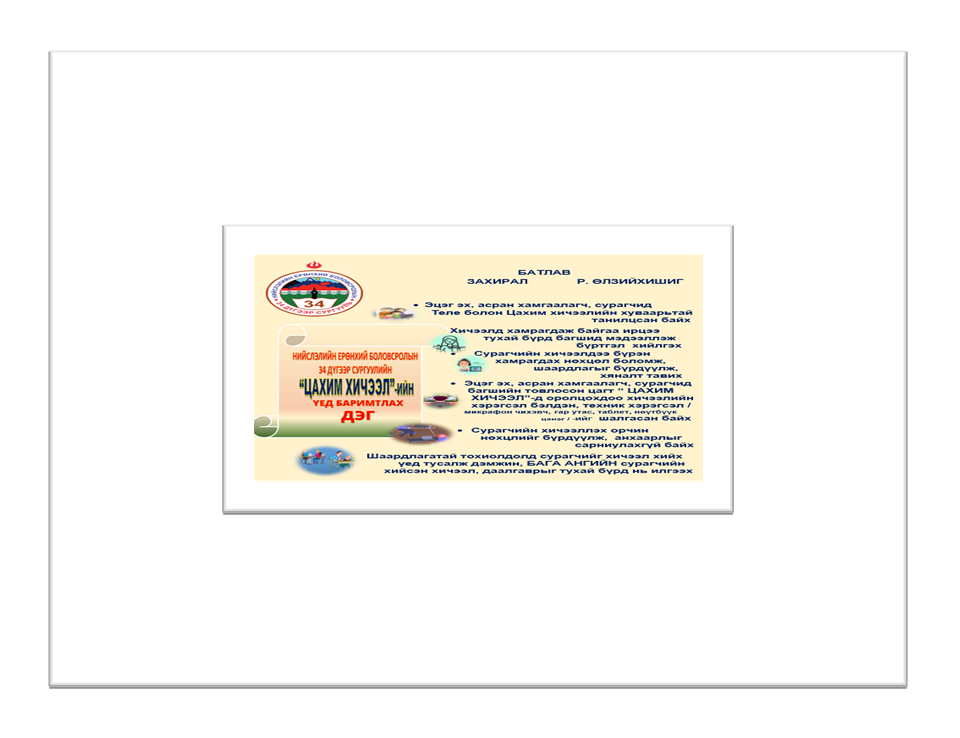 НИЙСЛЭЛИЙН ЕРӨНХИЙ БОЛОВСРОЛЫН
34 ДҮГЭЭР СУРГУУЛЬ
34
НИЙСЛЭЛИЙН ЕРӨНХИЙ БОЛОВСРОЛЫН
34 ДҮГЭЭР СУРГУУЛИЙН
“ЦАХИМ ХИЧЭЭЛ”-ИЙН
ҮЕД БАРИМТЛАХ
ДЭГ
БАТЛАВ
ЗАХИРАЛ Р. ӨЛЗИЙХИШИГ
• Эцэг эх, асран хамгаалагч, сурагчид
Теле болон Цахим хичээлийн хуваарьтай
танилцсан байх
Хичээлд хамрагдаж байгаа ирцээ
тухай бүрд багшид мэдээллэж
бүртгэл хийлгэх
• Сурагчийн хичээлдээ бүрэн
хамрагдах нөхцөл боломж,
шаардлагыг бүрдүүлж,
хяналт тавих
• Эцэг эх, асран хамгаалагч, сурагчид
багшийн товлосон цагт “ ЦАХИМ
ХИЧЭЭЛ”-д оролцохдоо хичээлийн
хэрэгсэл бэлдэн, техник хэрэгсэл /
микрофон чихэвч, гар утас, таблет, ноутбүүк
цэнэг / -ийг шалгасан байх
• Сурагчийн хичээллэх орчин
нөхцлийг бүрдүүлж, анхаарлыг
сарниулахгүй байх
Шаардлагатай тохиолдолд сурагчийг хичээл хийх
үед тусалж дэмжин, БАГА АНГИЙН сурагчийн
хийсэн хичээл, даалгаврыг тухай бүрд нь илгээх